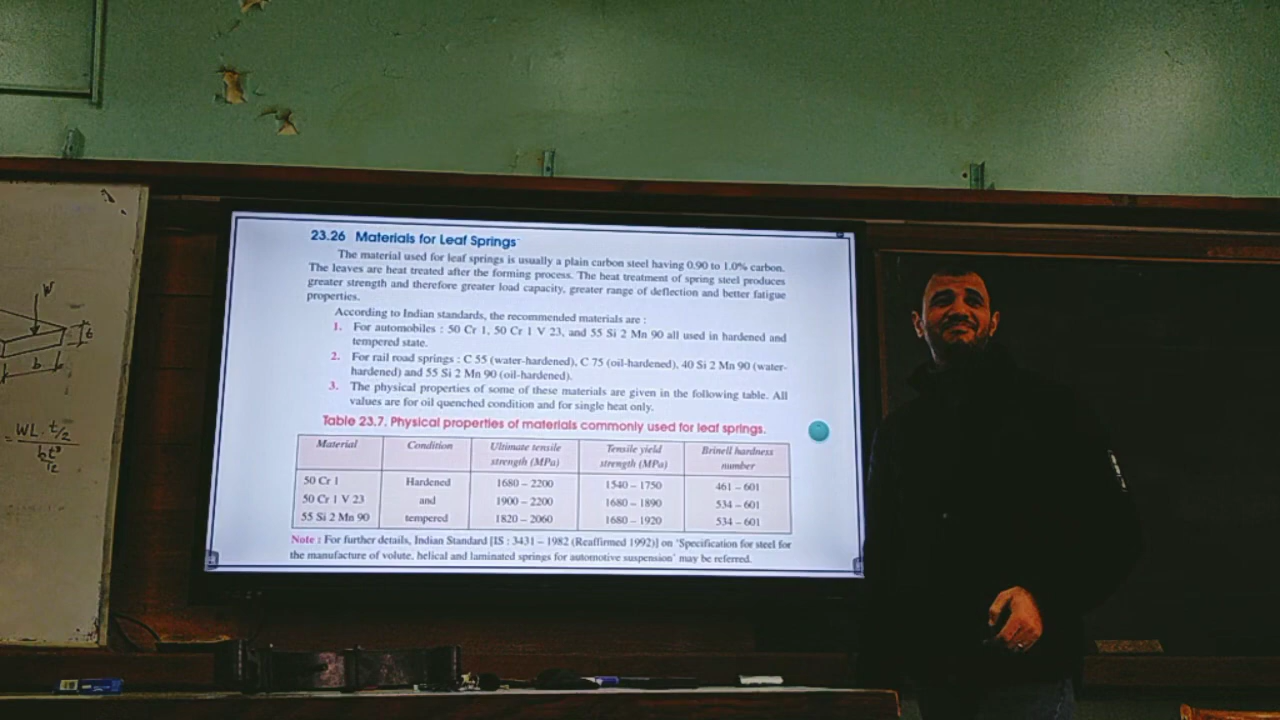 W
t
b
L
= WL . t/2
bt³
12
23.26 Materials for Leaf Springs
The material used for leaf springs is usually a plain carbon steel having 0.90 to 1.0% carbon.
The leaves are heat treated after the forming process. The heat treatment of spring steel produces
greater strength and therefore greater load capacity, greater range of deflection and better fatigue
properties.
According to Indian standards, the recommended materials are :
1. For automobiles : 50 Cr 1, 50 Cr 1 V 23, and 55 Si 2 Mn 90 all used in hardened and
tempered state.
2. For rail road springs : C 55 (water-hardened), C 75 (oil-hardened), 40 Si 2 Mn 90 (water-
hardened) and 55 Si 2 Mn 90 (oil-hardened).
3. The physical properties of some of these materials are given in the following table. All
values are for oil quenched condition and for single heat only.
Table 23.7. Physical properties of materials commonly used for leaf springs.
Material Condition Ultimate tensile Tensile yield Brinell hardness
strength (MPa) strength (MPa) number
50 Cr 1 Hardened 1680 – 2200 1540 – 1750 461 – 601
50 Cr 1 V 23 and 1900 – 2200 1680 – 1890 534 – 601
55 Si 2 Mn 90 tempered 1820 – 2060 1680 – 1920 534 – 601
Note : For further details, Indian Standard [IS : 3431 – 1982 (Reaffirmed 1992)] on 'Specification for steel for
the manufacture of volute, helical and laminated springs for automotive suspension' may be referred.